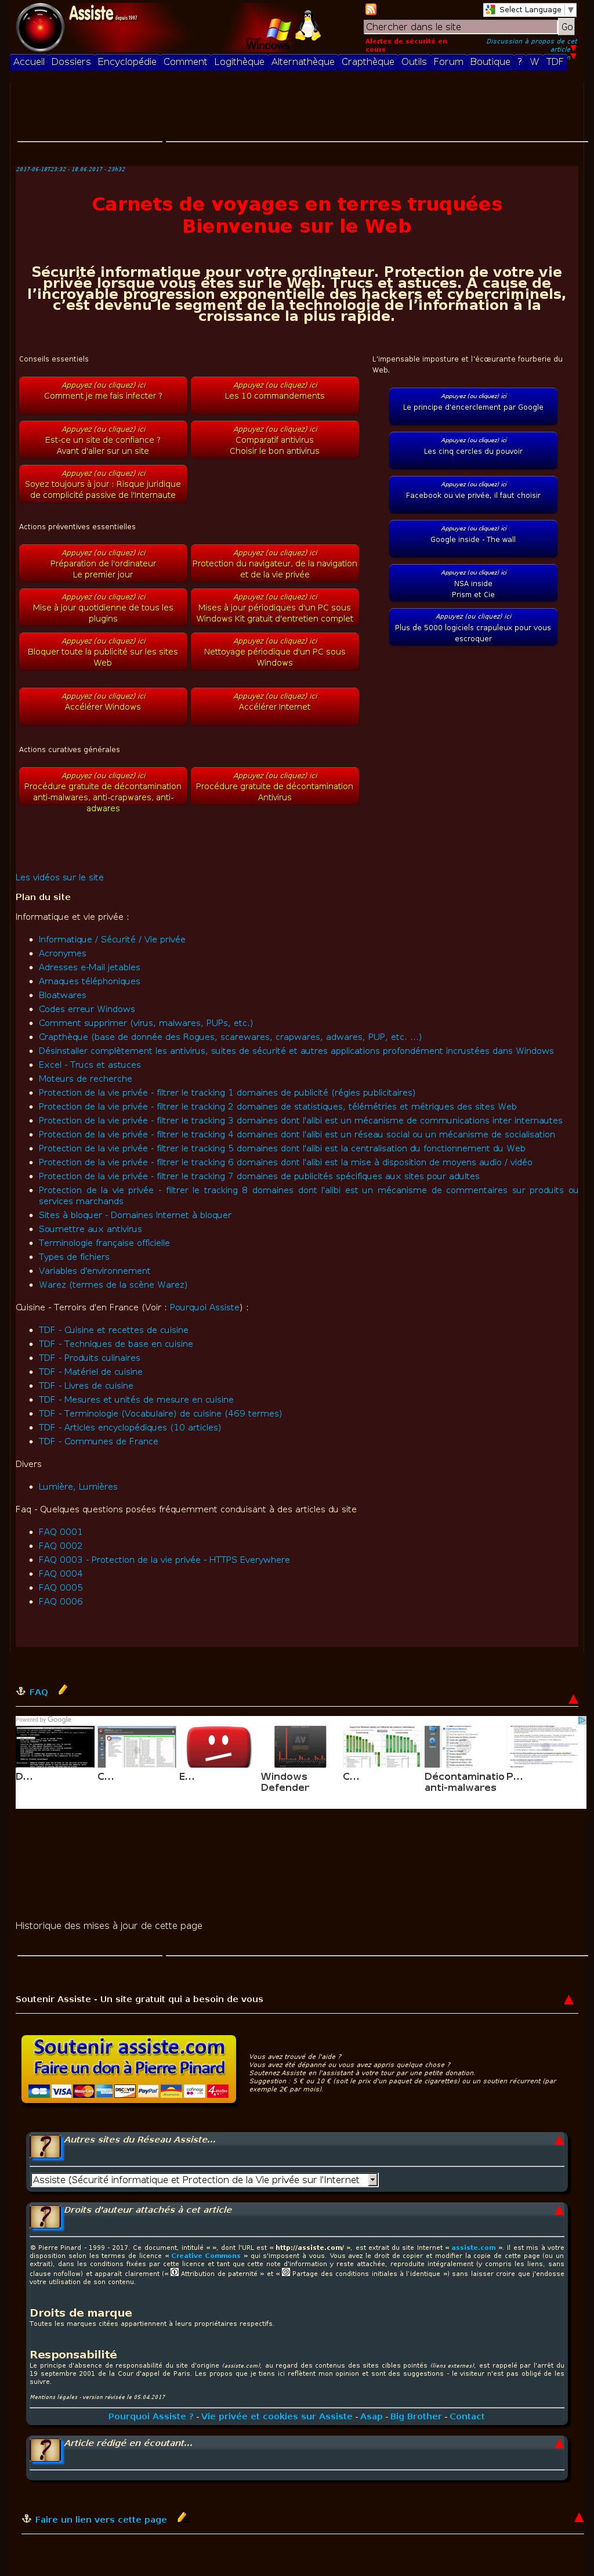 Assiste depuis 1997
Windows
Select Language ▼
Chercher dans le site
Go
Alertes de sécurité en cours
Discussion à propos de cet article
Accueil Dossiers Encyclopédie Comment Logithèque Alternathèque Crapthèque Outils Forum Boutique ? W TDF
2017-06-18T23:32 - 18.06.2017 - 23h32
Carnets de voyages en terres truquées
Bienvenue sur le Web
Sécurité informatique pour votre ordinateur. Protection de votre vie
privée lorsque vous êtes sur le Web. Trucs et astuces. A cause de
l'incroyable progression exponentielle des hackers et cybercriminels,
c'est devenu le segment de la technologie de l'information à la
croissance la plus rapide.
Conseils essentiels
Appuyez (ou cliquez) ici
Comment je me fais infecter ?
Appuyez (ou cliquez) ici
Les 10 commandements
Appuyez (ou cliquez) ici
Est-ce un site de confiance ?
Avant d'aller sur un site
Appuyez (ou cliquez) ici
Comparatif antivirus
Choisir le bon antivirus
Appuyez (ou cliquez) ici
Soyez toujours à jour : Risque juridique
de complicité passive de l'Internaute
Actions préventives essentielles
Appuyez (ou cliquez) ici
Préparation de l'ordinateur
Le premier jour
Appuyez (ou cliquez) ici
Protection du navigateur, de la navigation
et de la vie privée
Appuyez (ou cliquez) ici
Mise à jour quotidienne de tous les
plugins
Appuyez (ou cliquez) ici
Mises à jour périodiques d'un PC sous
Windows Kit gratuit d'entretien complet
Appuyez (ou cliquez) ici
Bloquer toute la publicité sur les sites
Web
Appuyez (ou cliquez) ici
Nettoyage périodique d'un PC sous
Windows
Appuyez (ou cliquez) ici
Accélérer Windows
Appuyez (ou cliquez) ici
Accélérer Internet
Actions curatives générales
Appuyez (ou cliquez) ici
Procédure gratuite de décontamination
anti-malwares, anti-crapwares, anti-
adwares
Appuyez (ou cliquez) ici
Procédure gratuite de décontamination
Antivirus
L'impensable imposture et l'écœurante fourberie du
Web.
Appuyez (ou cliquez) ici
Le principe d'encerclement par Google
Appuyez (ou cliquez) ici
Les cinq cercles du pouvoir
Appuyez (ou cliquez) ici
Facebook ou vie privée, il faut choisir
Appuyez (ou cliquez) ici
Google inside - The wall
Appuyez (ou cliquez) ici
NSA inside
Prism et Cie
Appuyez (ou cliquez) ici
Plus de 5000 logiciels crapuleux pour vous
escroquer
Les vidéos sur le site
Plan du site
Informatique et vie privée :
Informatique / Sécurité / Vie privée
Acronymes
Adresses e-Mail jetables
Arnaques téléphoniques
Bloatwares
Codes erreur Windows
Comment supprimer (virus, malwares, PUPs, etc.)
Crapthèque (base de donnée des Rogues, scarewares, crapwares, adwares, PUP, etc. ...)
Désinstaller complètement les antivirus, suites de sécurité et autres applications profondément incrustées dans Windows
Excel - Trucs et astuces
Moteurs de recherche
Protection de la vie privée - filtrer le tracking 1 domaines de publicité (régies publicitaires)
Protection de la vie privée - filtrer le tracking 2 domaines de statistiques, télémétries et métriques des sites Web
Protection de la vie privée - filtrer le tracking 3 domaines dont l'alibi est un mécanisme de communications inter internautes
Protection de la vie privée - filtrer le tracking 4 domaines dont l'alibi est un réseau social ou un mécanisme de socialisation
Protection de la vie privée - filtrer le tracking 5 domaines dont l'alibi est la centralisation du fonctionnement du Web
Protection de la vie privée - filtrer le tracking 6 domaines dont l'alibi est la mise à disposition de moyens audio / vidéo
Protection de la vie privée - filtrer le tracking 7 domaines de publicités spécifiques aux sites pour adultes
Protection de la vie privée - filtrer le tracking 8 domaines dont l'alibi est un mécanisme de commentaires sur produits ou
services marchands
Sites à bloquer - Domaines Internet à bloquer
Soumettre aux antivirus
Terminologie française officielle
Types de fichiers
Variables d'environnement
Warez (termes de la scène Warez)
Cuisine - Terroirs d'en France (Voir : Pourquoi Assiste) :
TDF - Cuisine et recettes de cuisine
TDF - Techniques de base en cuisine
TDF - Produits culinaires
TDF - Matériel de cuisine
TDF - Livres de cuisine
TDF - Mesures et unités de mesure en cuisine
TDF - Terminologie (Vocabulaire) de cuisine (469 termes)
TDF - Articles encyclopédiques (10 articles)
TDF - Communes de France
Divers
Lumière, Lumières
Faq - Quelques questions posées fréquemment conduisant à des articles du site
FAQ 0001
FAQ 0002
FAQ 0003 - Protection de la vie privée - HTTPS Everywhere
FAQ 0004
FAQ 0005
FAQ 0006
FAQ
Powered by Google
D... C... E... Windows Defender C... Décontaminatio anti-malwares P...
Historique des mises à jour de cette page
Soutenir Assiste - Un site gratuit qui a besoin de vous
Soutenir assiste.com
Faire un don à Pierre Pinard
VISA PayPal
Vous avez trouvé de l'aide ?
Vous avez été dépanné ou vous avez appris quelque chose ?
Soutenez Assiste en l'assistant à votre tour par une petite donation.
Suggestion : 5 € ou 10 € (soit le prix d'un paquet de cigarettes) ou un soutien récurrent (par
exemple 2€ par mois).
Autres sites du Réseau Assiste...
Assiste (Sécurité informatique et Protection de la Vie privée sur l'Internet
Droits d'auteur attachés à cet article
© Pierre Pinard - 1999 - 2017. Ce document, intitulé « », dont l'URL est « http://assiste.com/ », est extrait du site Internet « assiste.com ». Il est mis à votre
disposition selon les termes de licence « Creative Commons » qui s'imposent à vous. Vous avez le droit de copier et modifier la copie de cette page (ou un
extrait), dans les conditions fixées par cette licence et tant que cette note d'information y reste attachée, est reproduite intégralement (y compris les liens, sans
clause nofollow) et apparaît clairement (« Attribution de paternité » et « Partage des conditions initiales à l'identique ») sans laisser croire que j'endosse
votre utilisation de son contenu.
Droits de marque
Toutes les marques citées appartiennent à leurs propriétaires respectifs.
Responsabilité
Le principe d'absence de responsabilité du site d'origine (assiste.com), au regard des contenus des sites cibles pointés (liens externes), est rappelé par l'arrêt du
19 septembre 2001 de la Cour d'appel de Paris. Les propos que je tiens ici reflètent mon opinion et sont des suggestions - le visiteur n'est pas obligé de les
suivre.
Mentions légales - version révisée le 05.04.2017
Pourquoi Assiste ? - Vie privée et cookies sur Assiste - Asap - Big Brother - Contact
Article rédigé en écoutant...
Faire un lien vers cette page